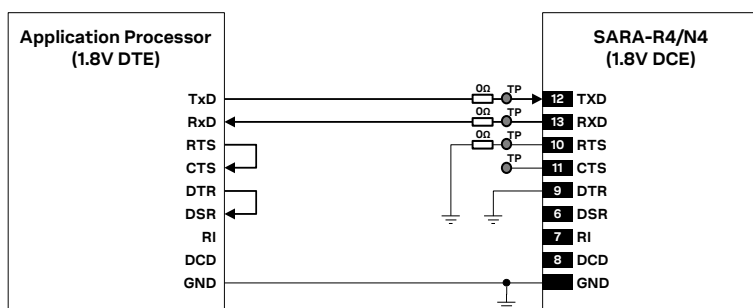 Application Processor
(1.8V DTE)
SARA-R4/N4
(1.8V DCE)
TxD
0Ω
TP
12
TXD
RxD
0Ω
TP
13
RXD
RTS
0Ω
TP
10
RTS
CTS
TP
11
CTS
DTR
9
DTR
DSR
6
DSR
RI
7
RI
DCD
8
DCD
GND
GND